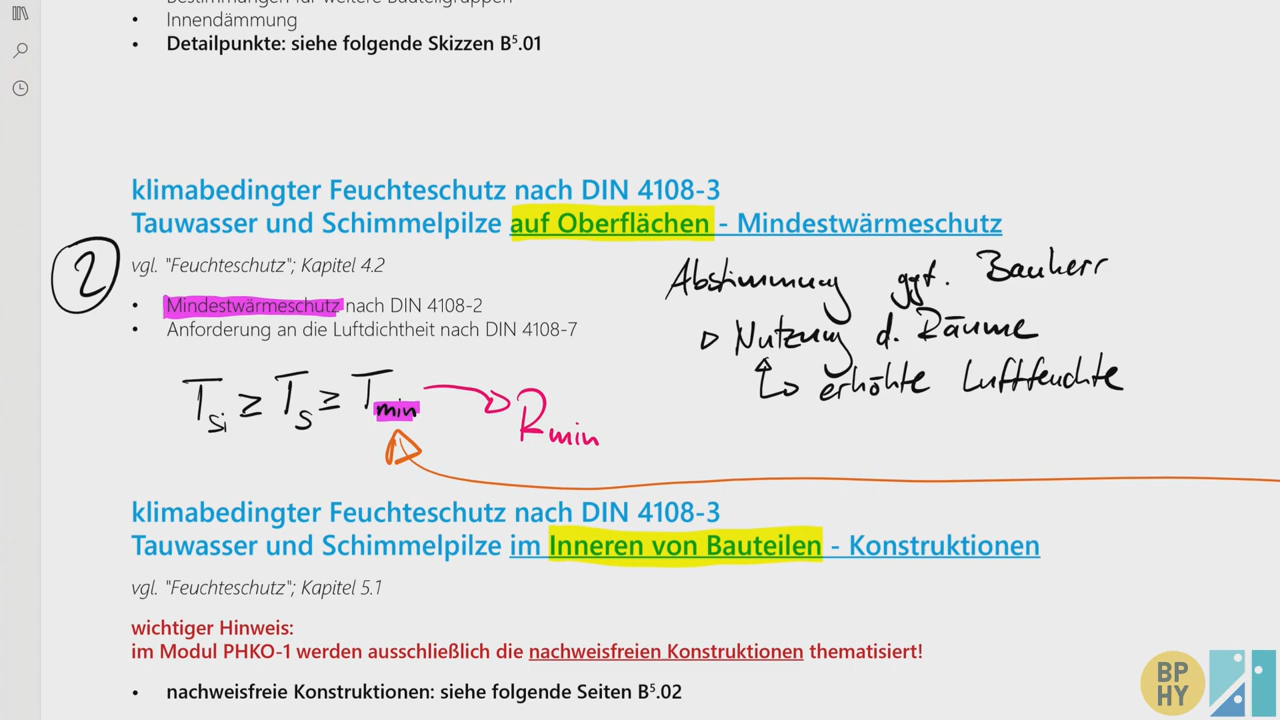 Innendämmung
Detailpunkte: siehe folgende Skizzen B⁵.01
klimabedingter Feuchteschutz nach DIN 4108-3
Tauwasser und Schimmelpilze auf Oberflächen - Mindestwärmeschutz
2
vgl. "Feuchteschutz"; Kapitel 4.2
Mindestwärmeschutz nach DIN 4108-2
Anforderung an die Luftdichtheit nach DIN 4108-7
Abstimmung ggf. Bauherr
Nutzung d. Räume
erhöhte Luftfeuchte
T_si ≥ T_s ≥ T_min → R_min
klimabedingter Feuchteschutz nach DIN 4108-3
Tauwasser und Schimmelpilze im Inneren von Bauteilen - Konstruktionen
vgl. "Feuchteschutz"; Kapitel 5.1
wichtiger Hinweis:
im Modul PHKO-1 werden ausschließlich die nachweisfreien Konstruktionen thematisiert!
nachweisfreie Konstruktionen: siehe folgende Seiten B⁵.02
BP
HY